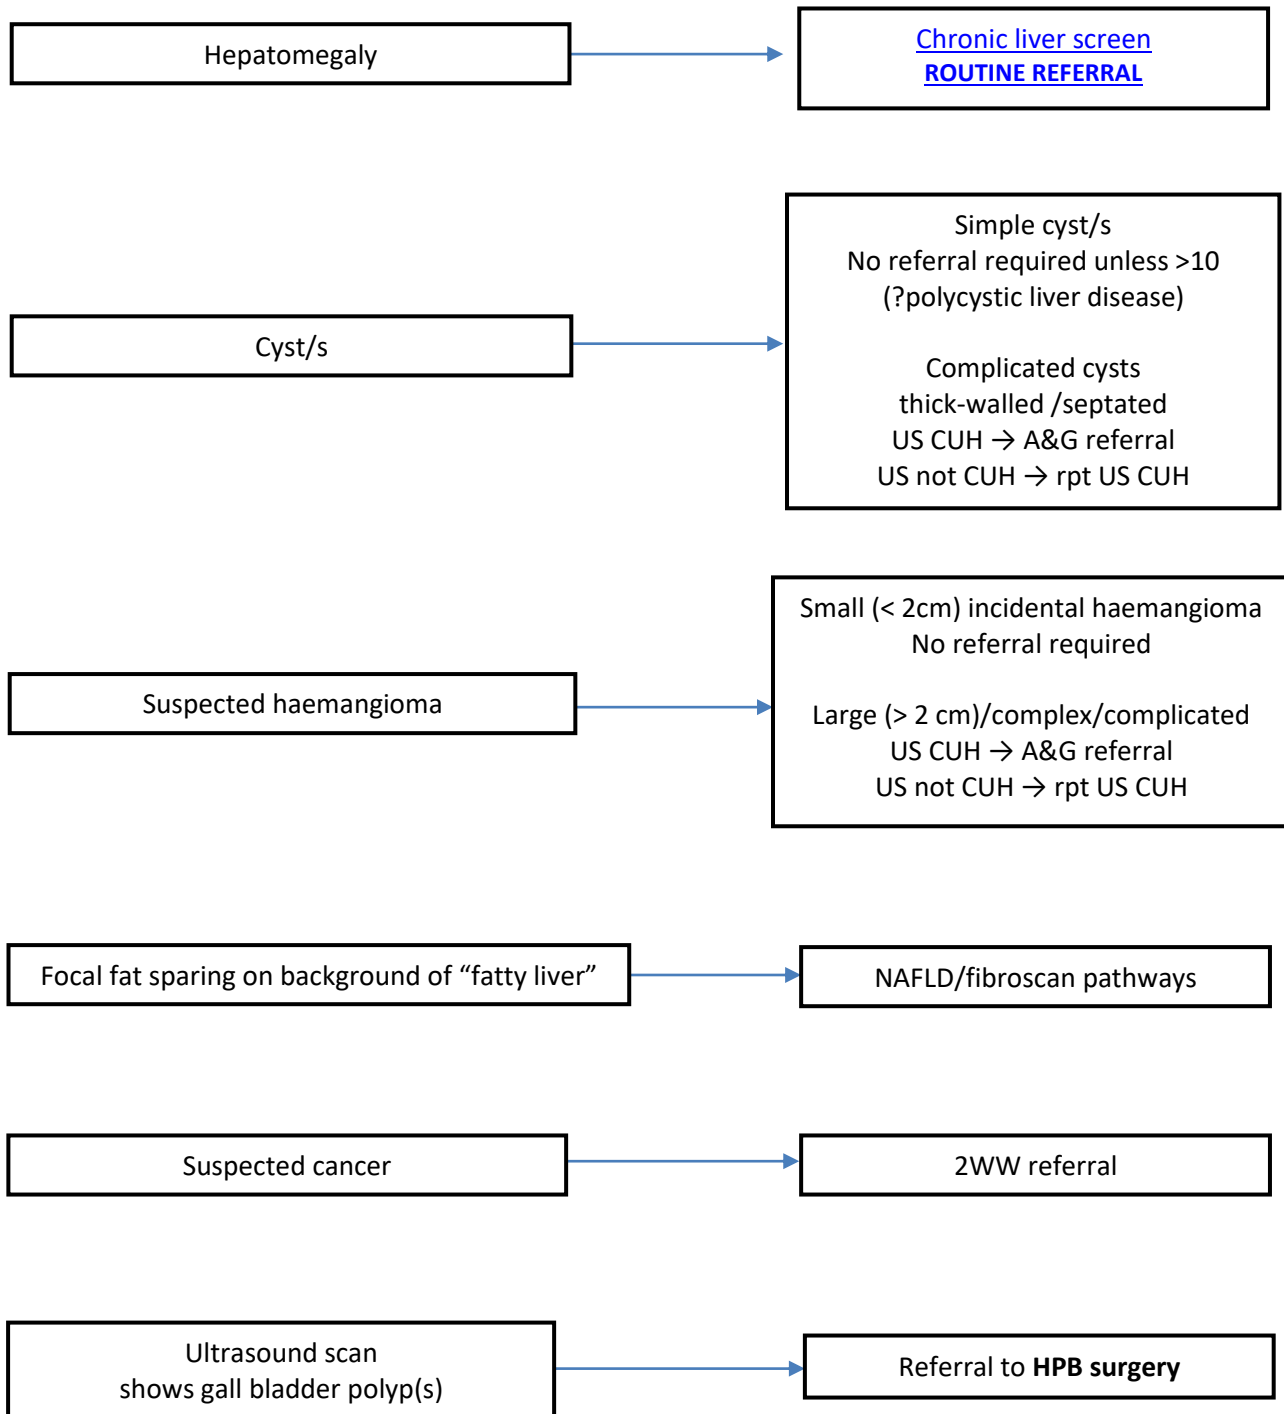 Hepatomegaly
Chronic liver screen
ROUTINE REFERRAL
Cyst/s
Simple cyst/s
No referral required unless >10
(?polycystic liver disease)
Complicated cysts
thick-walled /septated
US CUH → A&G referral
US not CUH → rpt US CUH
Suspected haemangioma
Small (< 2cm) incidental haemangioma
No referral required
Large (> 2 cm)/complex/complicated
US CUH → A&G referral
US not CUH → rpt US CUH
Focal fat sparing on background of “fatty liver”
NAFLD/fibroscan pathways
Suspected cancer
2WW referral
Ultrasound scan
shows gall bladder polyp(s)
Referral to HPB surgery